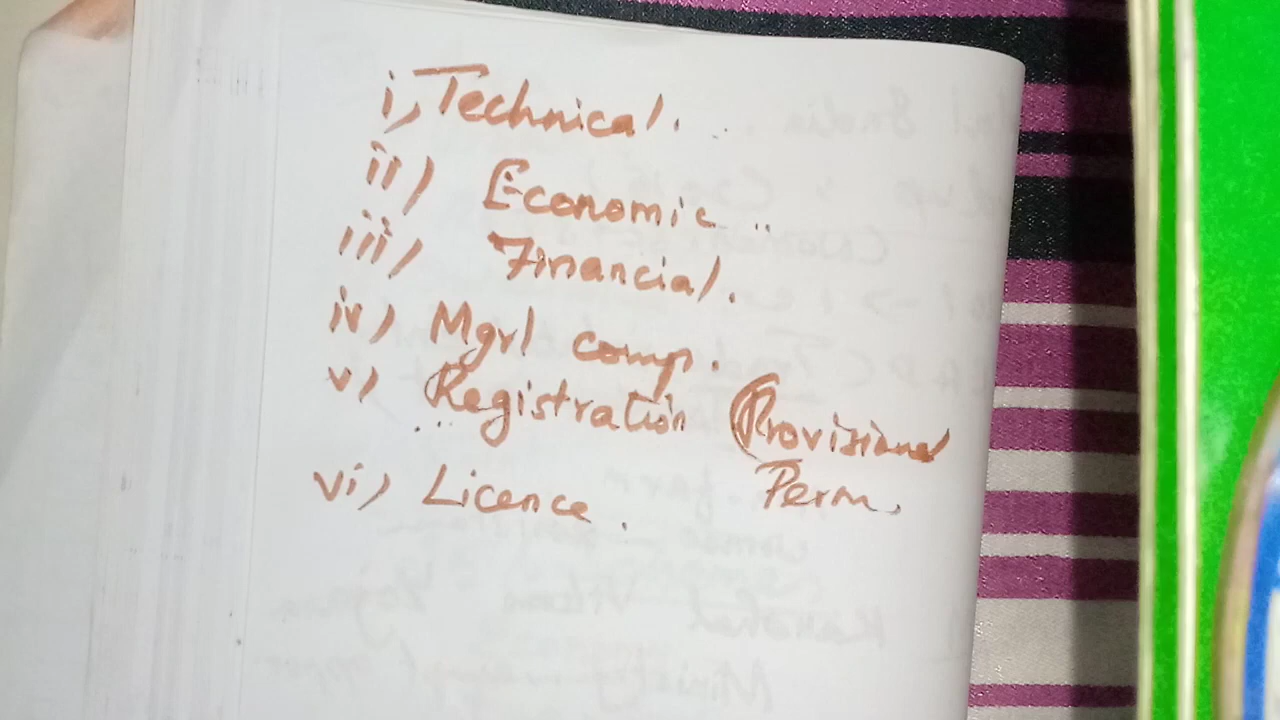 i) Technical.
ii) Economic ..
iii) Financial.
iv) Mgrl comp.
v) Registration (Provisional
Perm.
vi) Licence.